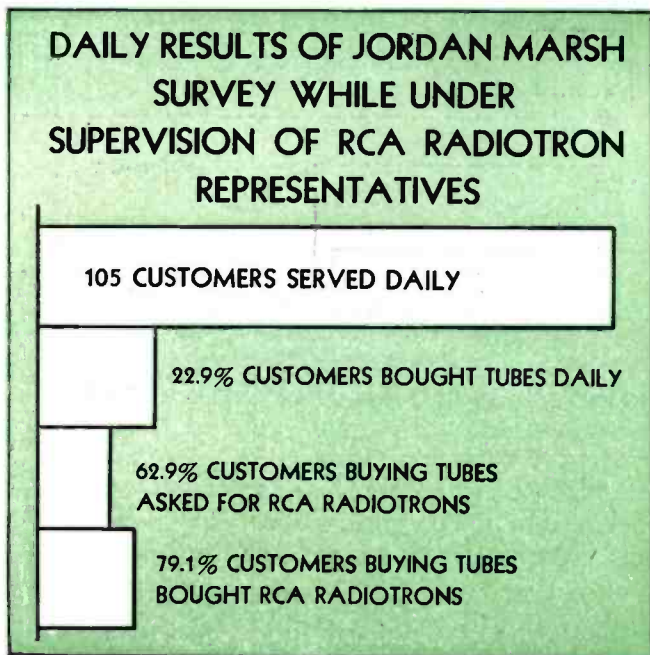 DAILY RESULTS OF JORDAN MARSH
SURVEY WHILE UNDER
SUPERVISION OF RCA RADIOTRON
REPRESENTATIVES
105 CUSTOMERS SERVED DAILY
22.9% CUSTOMERS BOUGHT TUBES DAILY
62.9% CUSTOMERS BUYING TUBES
ASKED FOR RCA RADIOTRONS
79.1% CUSTOMERS BUYING TUBES
BOUGHT RCA RADIOTRONS